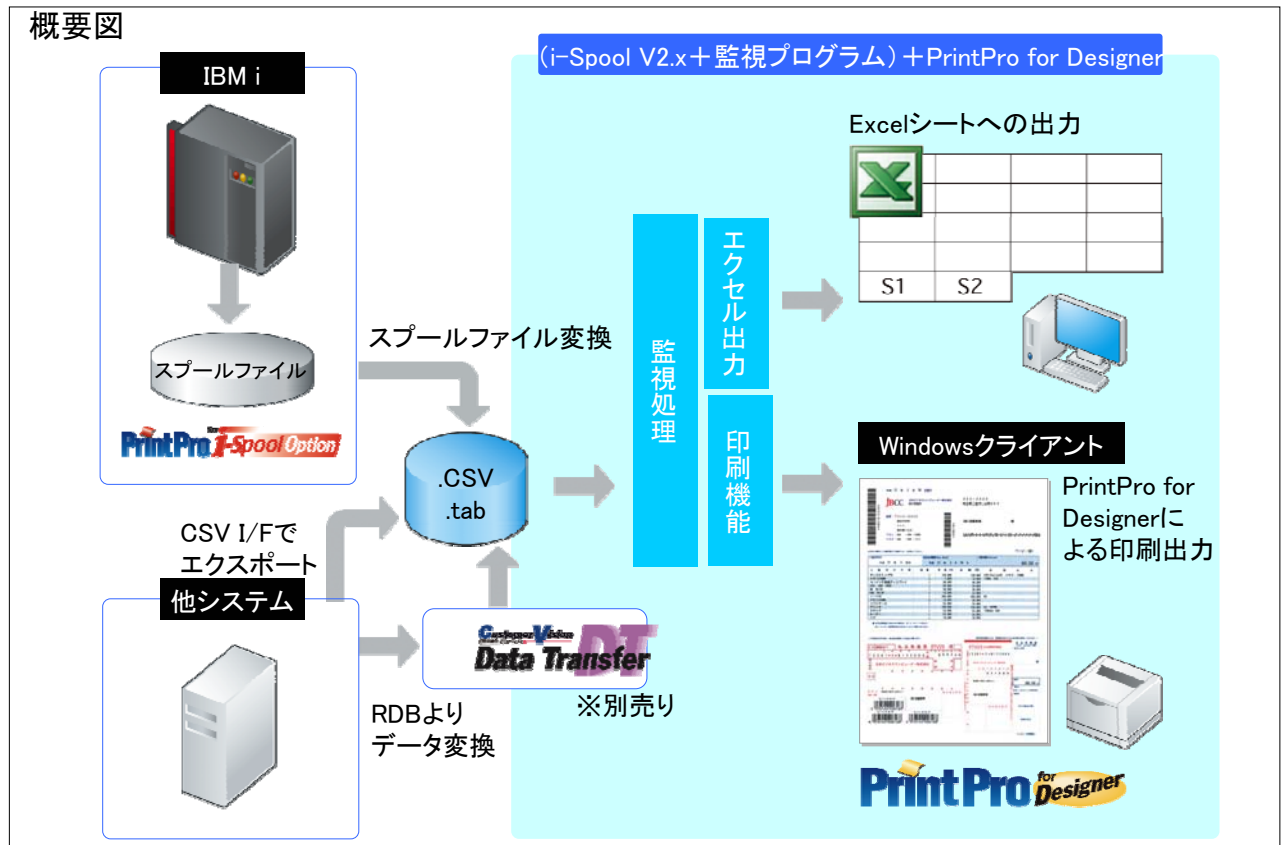 概要図
(i-Spool V2.x+監視プログラム)+PrintPro for Designer
IBM i
スプールファイル
PrintPro for i-Spool Option
スプールファイル変換
.CSV
.tab
CSV I/Fで
エクスポート
他システム
RDBより
データ変換
CustomerVision
Data Transfer
DT
※別売り
監視処理
エクセル出力
印刷機能
Excelシートへの出力
S1 S2
Windowsクライアント
JBCC
PrintPro for
Designerに
よる印刷出力
PrintPro for Designer